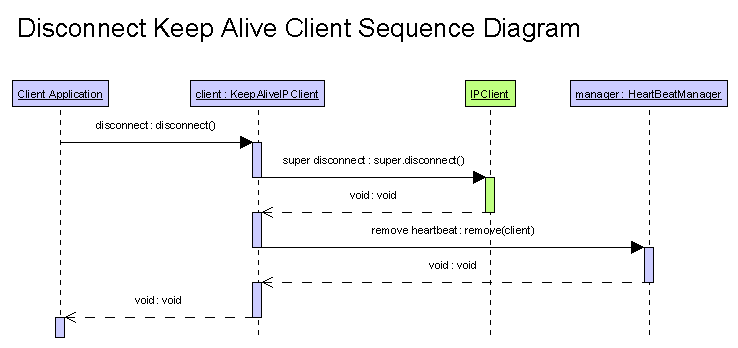 Disconnect Keep Alive Client Sequence Diagram
Client Application
client : KeepAliveIPClient
IPClient
manager : HeartBeatManager
disconnect : disconnect()
super disconnect : super.disconnect()
void : void
remove heartbeat : remove(client)
void : void
void : void